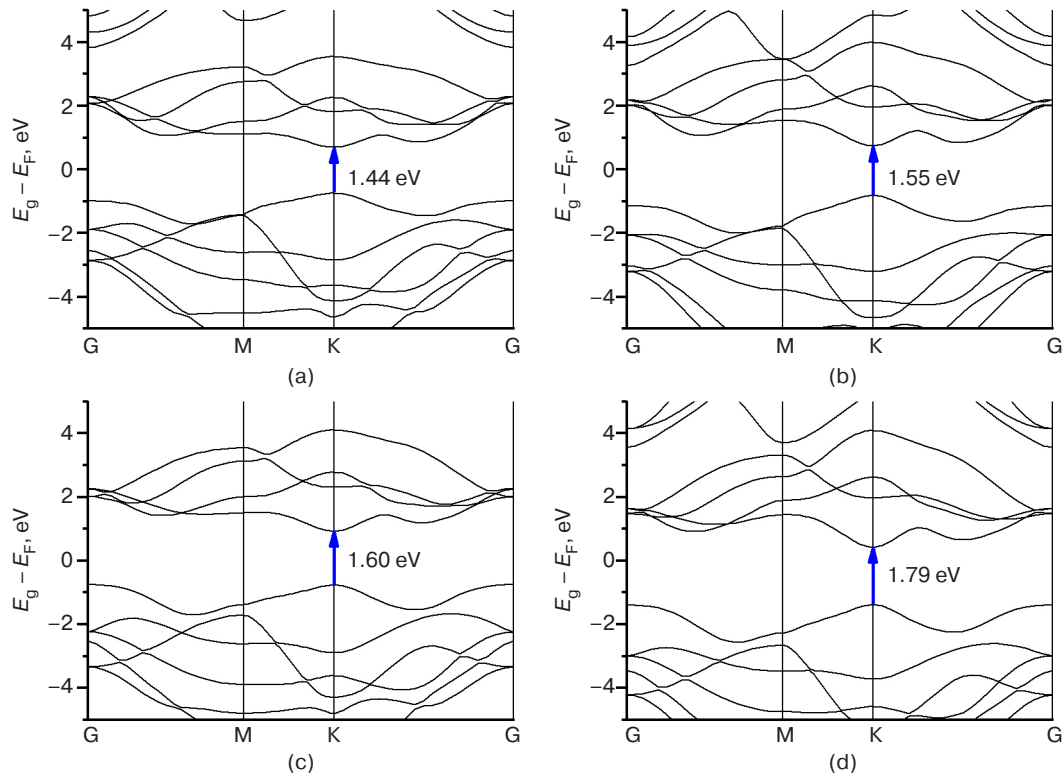 4
2
0
−2
−4
E_g – E_F, eV
1.44 eV
G M K G
(a)
4
2
0
−2
−4
E_g – E_F, eV
1.55 eV
G M K G
(b)
4
2
0
−2
−4
E_g – E_F, eV
1.60 eV
G M K G
(c)
4
2
0
−2
−4
E_g – E_F, eV
1.79 eV
G M K G
(d)